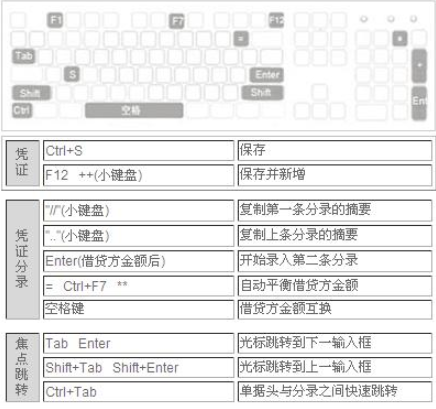 F1 F7 F12
= *
Tab +
S Enter
Shift Shift
Ctrl 空格 Ent
凭证
Ctrl+S 保存
F12 ++(小键盘) 保存并新增
凭证分录
"//"(小键盘) 复制第一条分录的摘要
".."(小键盘) 复制上条分录的摘要
Enter(借贷方金额后) 开始录入第二条分录
= Ctrl+F7 ** 自动平衡借贷方金额
空格键 借贷方金额互换
焦点跳转
Tab Enter 光标跳转到下一输入框
Shift+Tab Shift+Enter 光标跳转到上一输入框
Ctrl+Tab 单据头与分录之间快速跳转